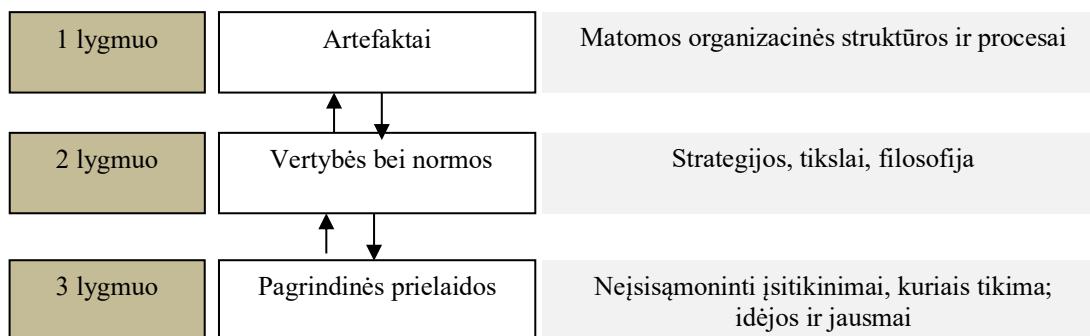 1 lygmuo
Artefaktai
Matomos organizacinės struktūros ir procesai
2 lygmuo
Vertybės bei normos
Strategijos, tikslai, filosofija
3 lygmuo
Pagrindinės prielaidos
Neįsisąmoninti įsitikinimai, kuriais tikima;
idėjos ir jausmai